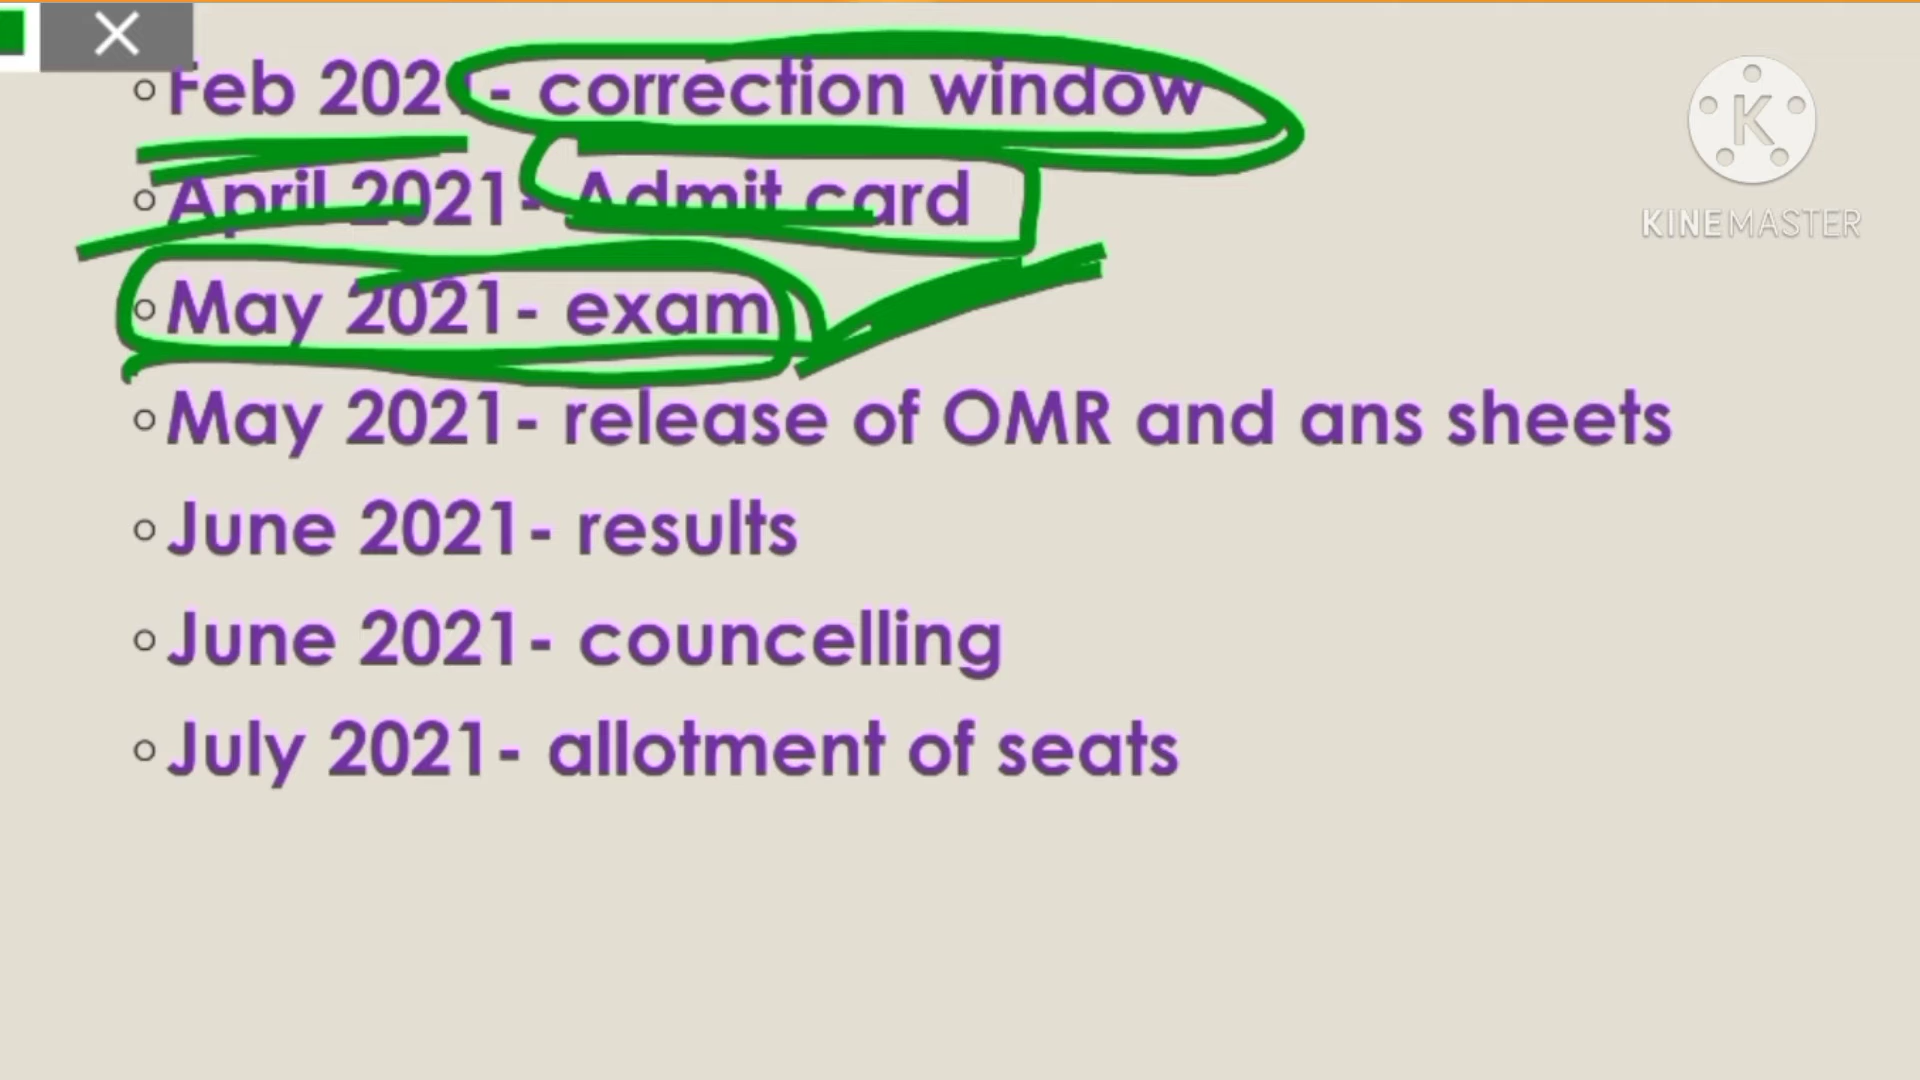 Feb 2021- correction window
April 2021- Admit card
May 2021- exam
May 2021- release of OMR and ans sheets
June 2021- results
June 2021- councelling
July 2021- allotment of seats
K
KINEMASTER